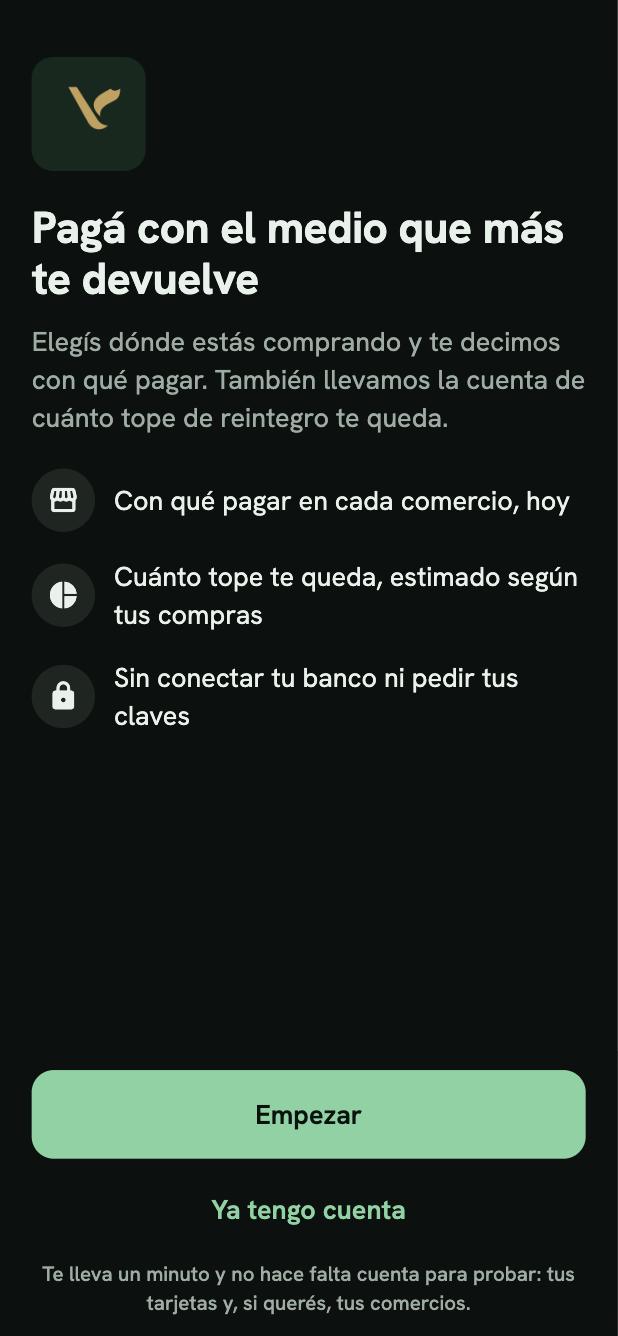 Pagá con el medio que más
te devuelve
Elegís dónde estás comprando y te decimos
con qué pagar. También llevamos la cuenta de
cuánto tope de reintegro te queda.
Con qué pagar en cada comercio, hoy
Cuánto tope te queda, estimado según
tus compras
Sin conectar tu banco ni pedir tus
claves
Empezar
Ya tengo cuenta
Te lleva un minuto y no hace falta cuenta para probar: tus
tarjetas y, si querés, tus comercios.